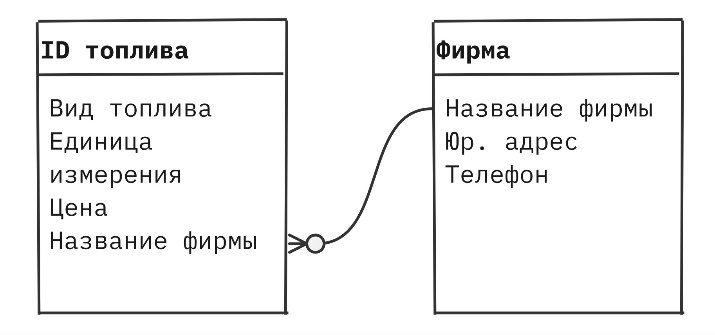 ID топлива
Вид топлива
Единица
измерения
Цена
Название фирмы
Фирма
Название фирмы
Юр. адрес
Телефон